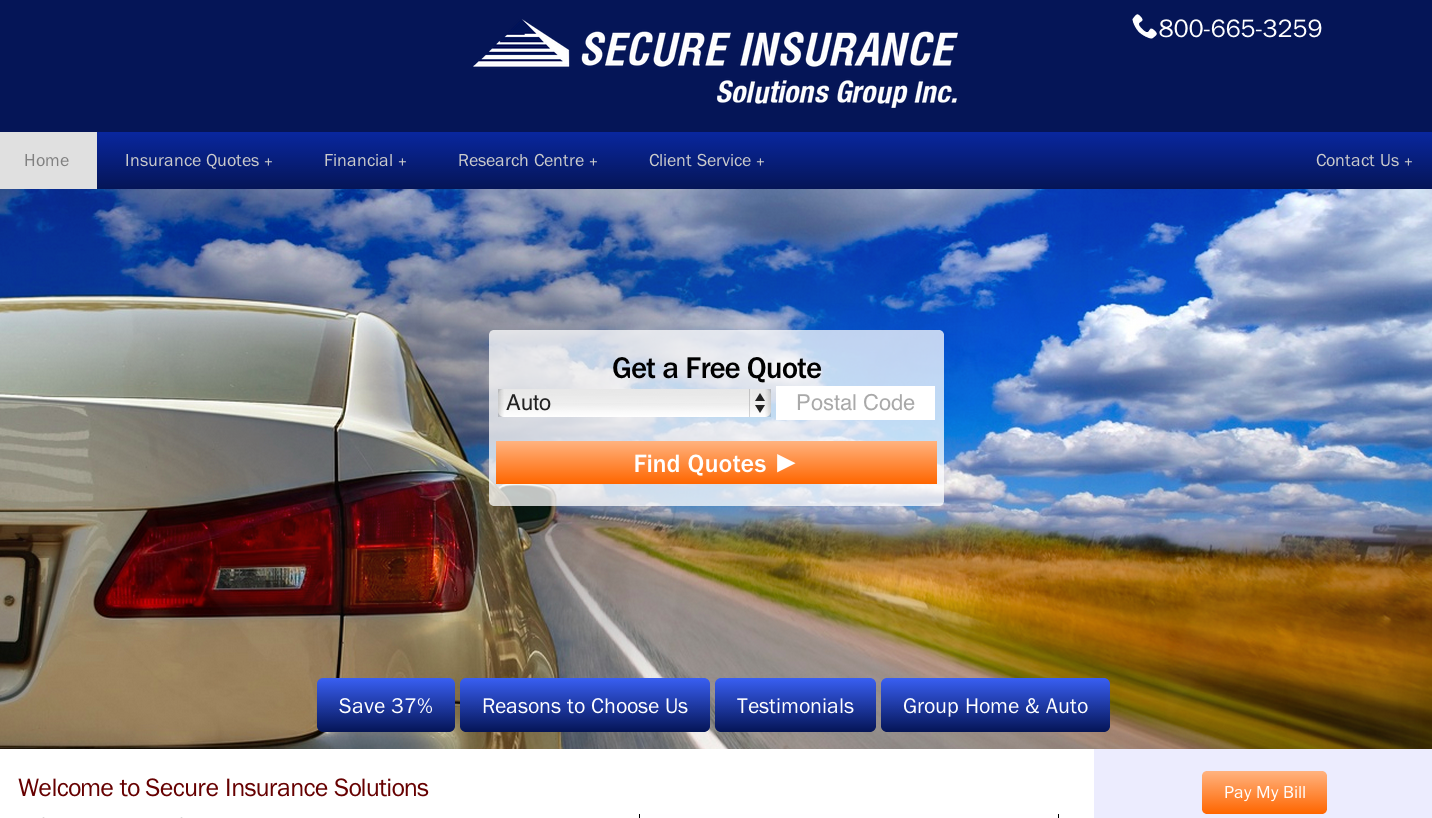 SECURE INSURANCE
Solutions Group Inc.
800-665-3259
Home
Insurance Quotes +
Financial +
Research Centre +
Client Service +
Contact Us +
Get a Free Quote
Auto
Postal Code
Find Quotes ►
Save 37%
Reasons to Choose Us
Testimonials
Group Home & Auto
Welcome to Secure Insurance Solutions
Pay My Bill